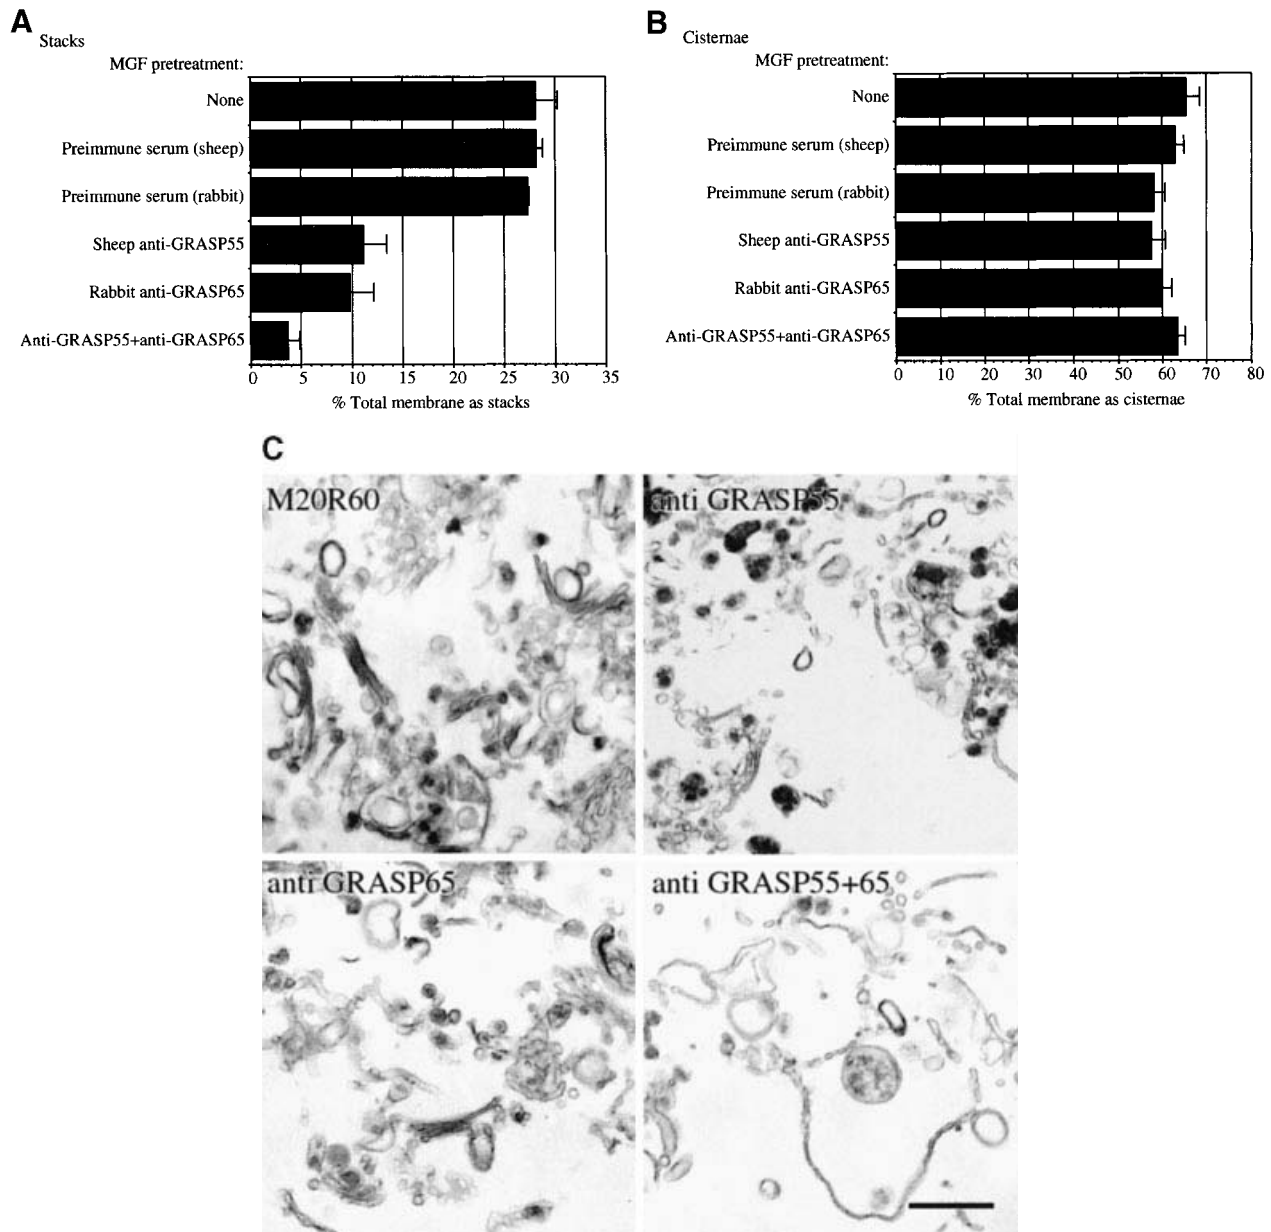 A
Stacks
MGF pretreatment:
None
Preimmune serum (sheep)
Preimmune serum (rabbit)
Sheep anti-GRASP55
Rabbit anti-GRASP65
Anti-GRASP55+anti-GRASP65
0 5 10 15 20 25 30 35
% Total membrane as stacks
B
Cisternae
MGF pretreatment:
None
Preimmune serum (sheep)
Preimmune serum (rabbit)
Sheep anti-GRASP55
Rabbit anti-GRASP65
Anti-GRASP55+anti-GRASP65
0 10 20 30 40 50 60 70 80
% Total membrane as cisternae
C
M20R60
anti GRASP55
anti GRASP65
anti GRASP55+65